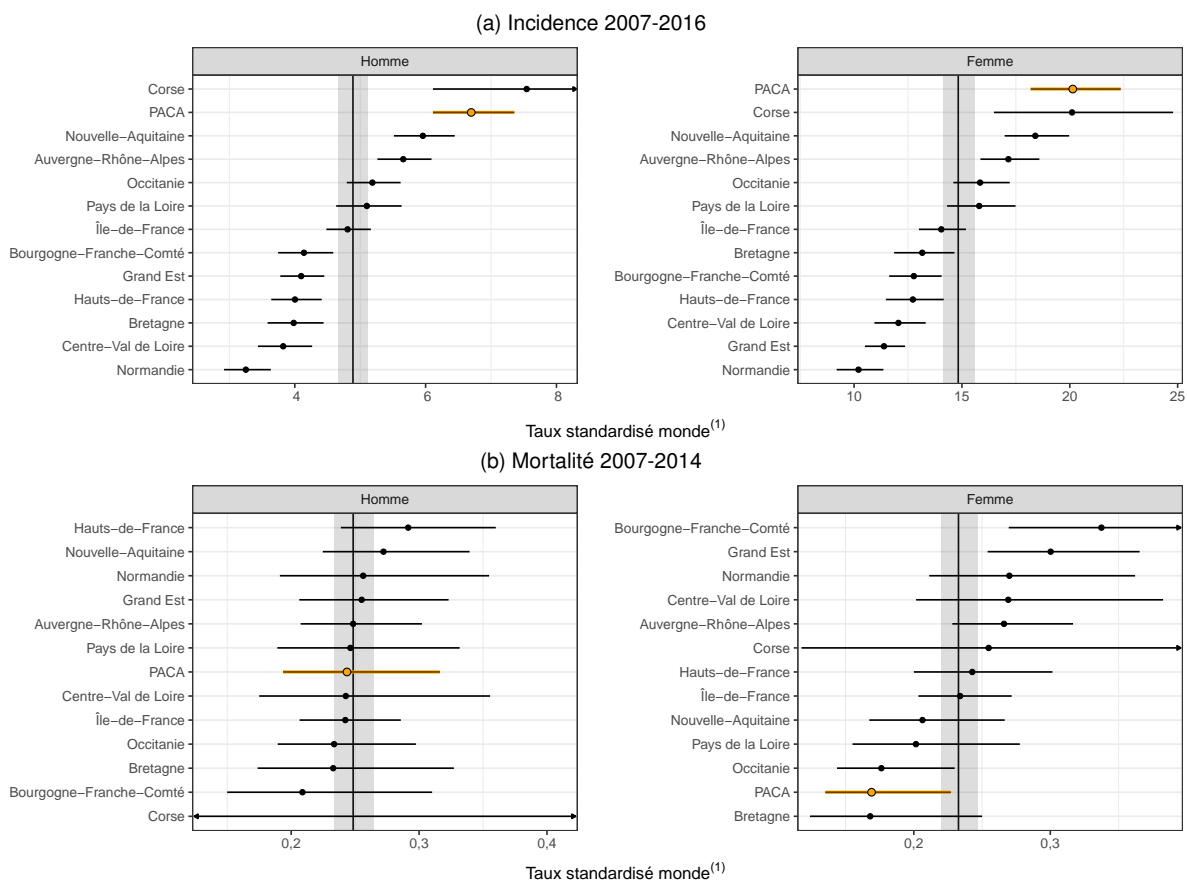 (a) Incidence 2007-2016
Homme
Corse
PACA
Nouvelle−Aquitaine
Auvergne−Rhône−Alpes
Occitanie
Pays de la Loire
Île−de−France
Bourgogne−Franche−Comté
Grand Est
Hauts−de−France
Bretagne
Centre−Val de Loire
Normandie
4 6 8
Femme
PACA
Corse
Nouvelle−Aquitaine
Auvergne−Rhône−Alpes
Occitanie
Pays de la Loire
Île−de−France
Bretagne
Bourgogne−Franche−Comté
Hauts−de−France
Centre−Val de Loire
Grand Est
Normandie
10 15 20 25
Taux standardisé monde(1)
(b) Mortalité 2007-2014
Homme
Hauts−de−France
Nouvelle−Aquitaine
Normandie
Grand Est
Auvergne−Rhône−Alpes
Pays de la Loire
PACA
Centre−Val de Loire
Île−de−France
Occitanie
Bretagne
Bourgogne−Franche−Comté
Corse
0,2 0,3 0,4
Femme
Bourgogne−Franche−Comté
Grand Est
Normandie
Centre−Val de Loire
Auvergne−Rhône−Alpes
Corse
Hauts−de−France
Île−de−France
Nouvelle−Aquitaine
Pays de la Loire
Occitanie
PACA
Bretagne
0,2 0,3
Taux standardisé monde(1)